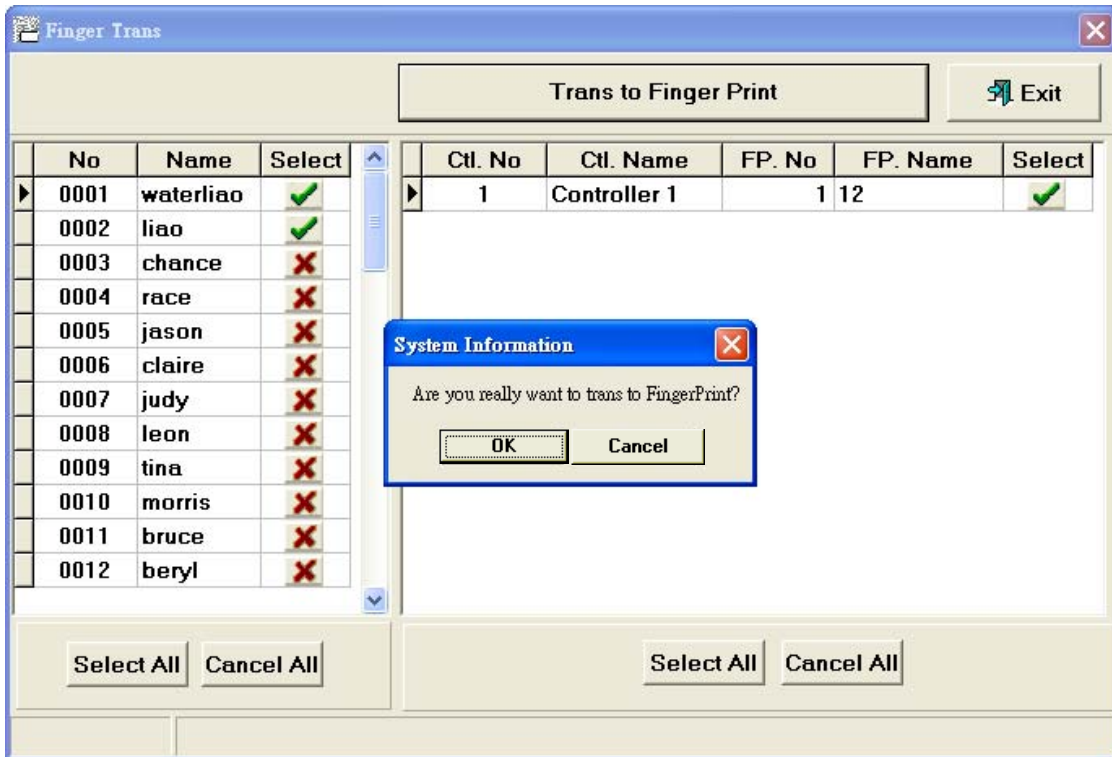 Finger Trans
Trans to Finger Print
Exit
No Name Select
0001 waterliao
0002 liao
0003 chance
0004 race
0005 jason
0006 claire
0007 judy
0008 leon
0009 tina
0010 morris
0011 bruce
0012 beryl
Select All Cancel All
Ctl. No Ctl. Name FP. No FP. Name Select
1 Controller 1 1 12
System Information
Are you really want to trans to FingerPrint?
OK Cancel
Select All Cancel All